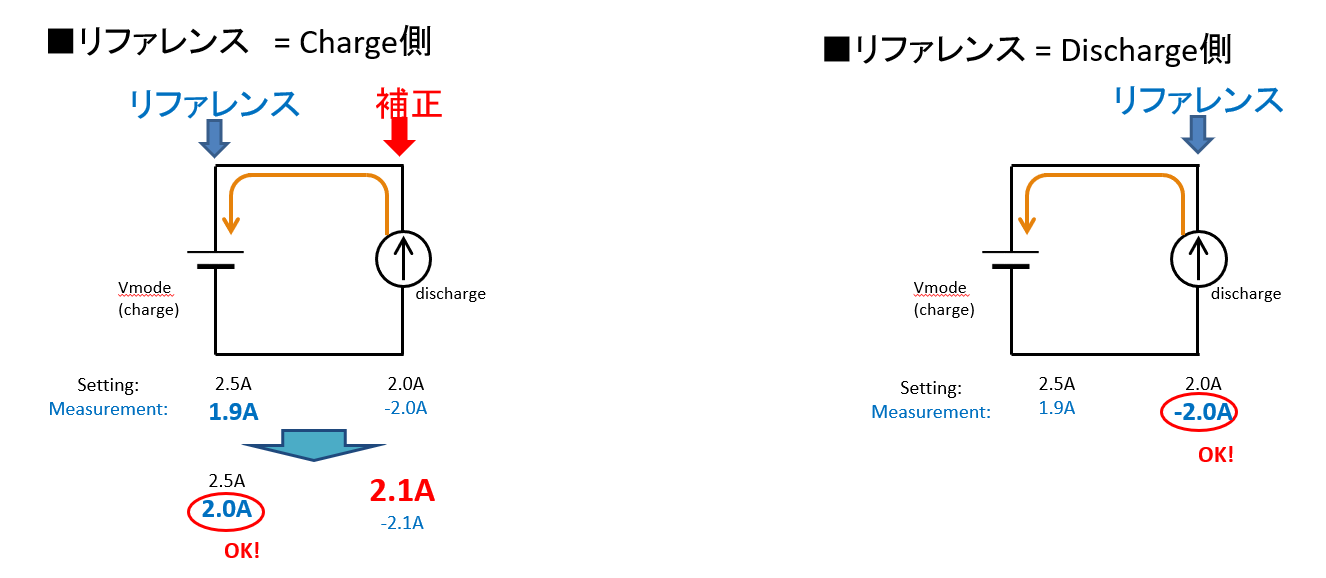 ■リファレンス = Charge側
リファレンス 補正
Vmode
(charge)
discharge
Setting: 2.5A 2.0A
Measurement: 1.9A -2.0A
2.5A
2.0A
2.1A
-2.1A
OK!
■リファレンス = Discharge側
リファレンス
Vmode
(charge)
discharge
Setting: 2.5A 2.0A
Measurement: 1.9A -2.0A
OK!